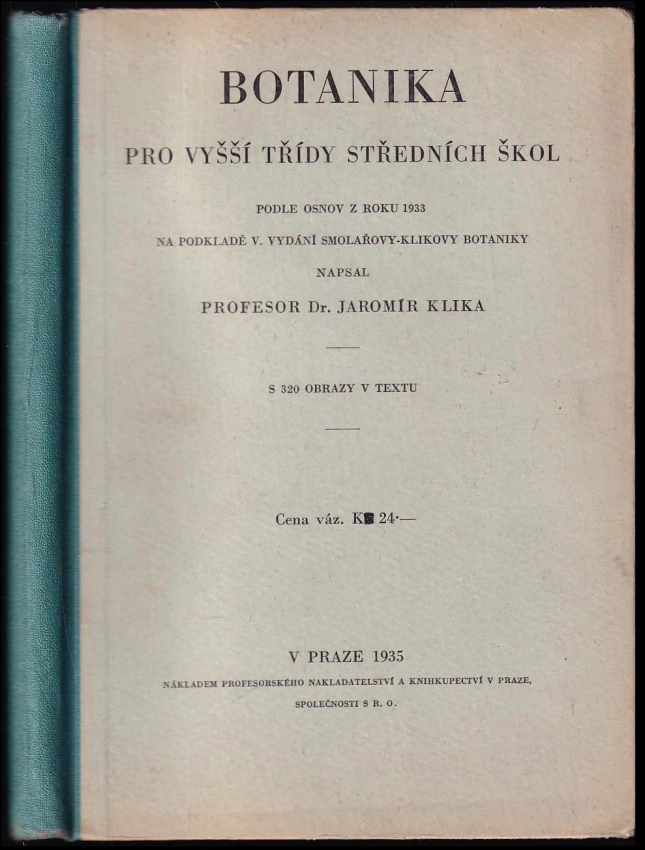 BOTANIKA
PRO VYŠŠÍ TŘÍDY STŘEDNÍCH ŠKOL
PODLE OSNOV Z ROKU 1933
NA PODKLADĚ V. VYDÁNÍ SMOLAŘOVY-KLIKOVY BOTANIKY
NAPSAL
PROFESOR Dr. JAROMÍR KLIKA
S 320 OBRAZY V TEXTU
Cena váz. 24·—
V PRAZE 1935
NÁKLADEM PROFESORSKÉHO NAKLADATELSTVÍ A KNIHKUPECTVÍ V PRAZE,
SPOLEČNOSTI S R. O.